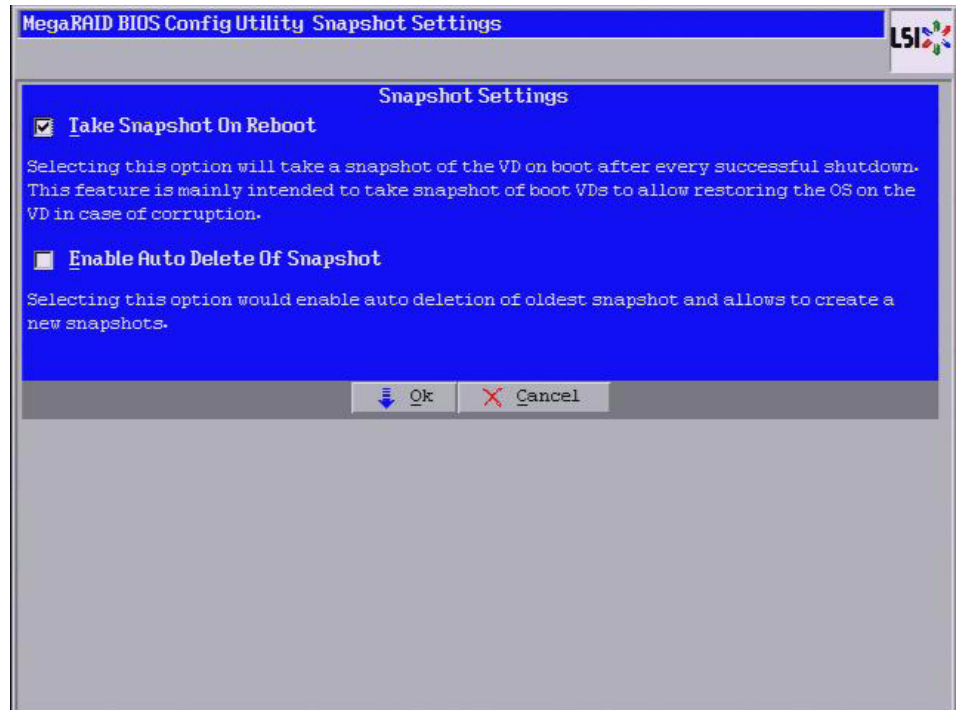 MegaRAID BIOS Config Utility Snapshot Settings
LSI
Snapshot Settings
Take Snapshot On Reboot
Selecting this option will take a snapshot of the VD on boot after every successful shutdown.
This feature is mainly intended to take snapshot of boot VDs to allow restoring the OS on the
VD in case of corruption.
Enable Auto Delete Of Snapshot
Selecting this option would enable auto deletion of oldest snapshot and allows to create a
new snapshots.
Ok
Cancel